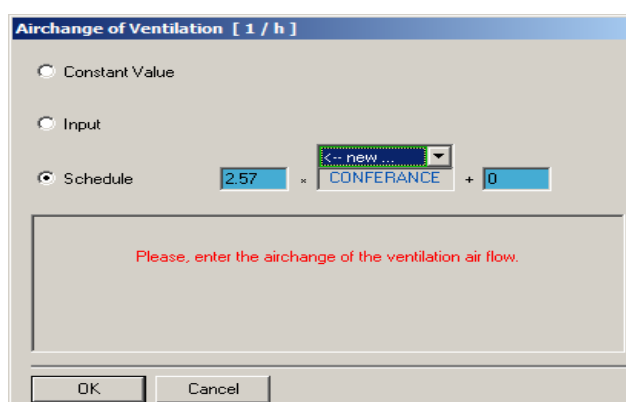 Airchange of Ventilation [ 1 / h ]
Constant Value
Input
<-- new ...
Schedule 2.57 * CONFERANCE + 0
Please, enter the airchange of the ventilation air flow.
OK Cancel